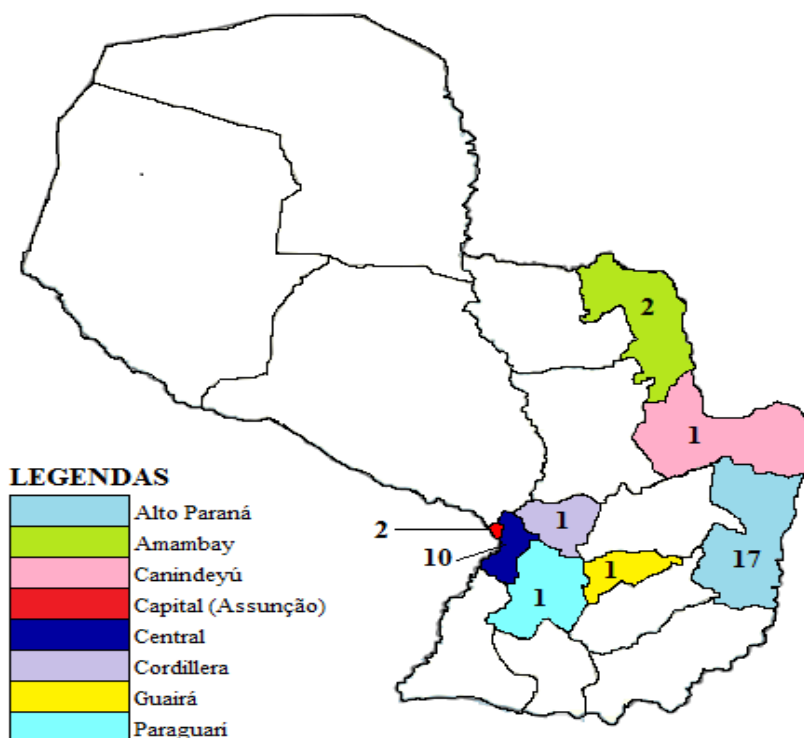 2
1
LEGENDAS
Alto Paraná
2
1
Amambay
10
17
1
Canindeyú
1
Capital (Assunção)
Central
Cordillera
Guairá
Paraguarí